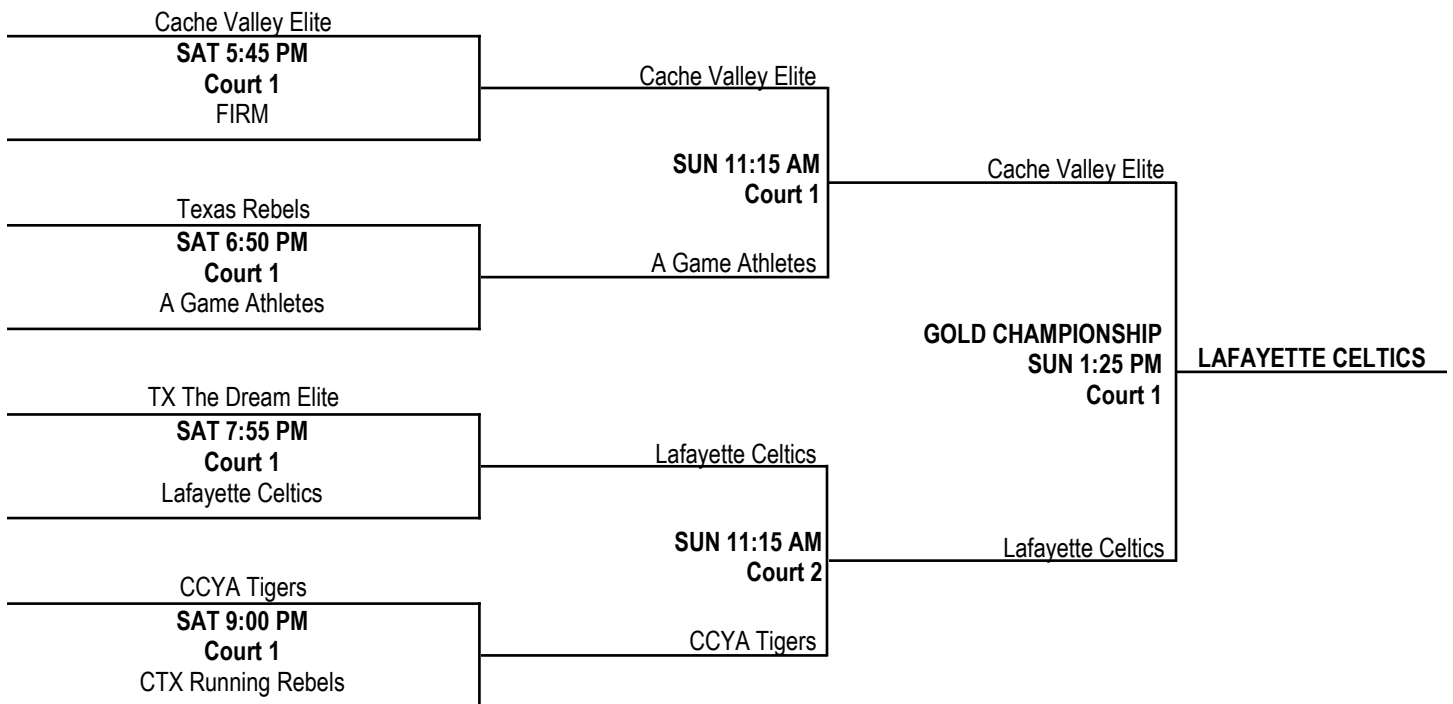 Cache Valley Elite
SAT 5:45 PM
Court 1
FIRM
Texas Rebels
SAT 6:50 PM
Court 1
A Game Athletes
TX The Dream Elite
SAT 7:55 PM
Court 1
Lafayette Celtics
CCYA Tigers
SAT 9:00 PM
Court 1
CTX Running Rebels
Cache Valley Elite
SUN 11:15 AM
Court 1
A Game Athletes
Lafayette Celtics
SUN 11:15 AM
Court 2
CCYA Tigers
Cache Valley Elite
GOLD CHAMPIONSHIP
SUN 1:25 PM
Court 1
Lafayette Celtics
LAFAYETTE CELTICS